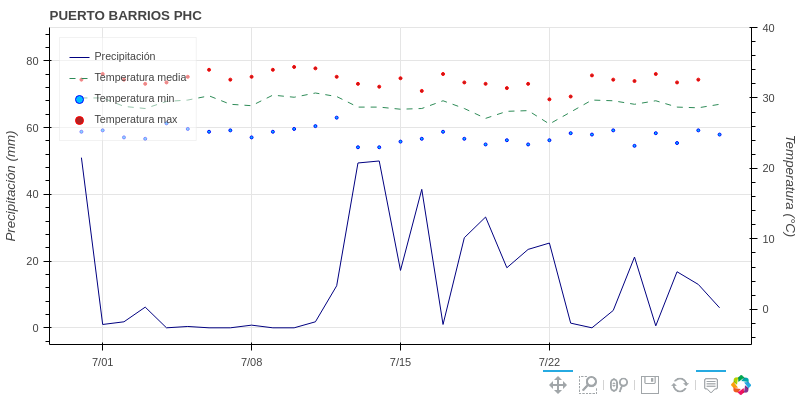 PUERTO BARRIOS PHC
Precipitación
Temperatura media
Temperatura min
Temperatura max
Precipitación (mm)
80
60
40
20
0
Temperatura (°C)
40
30
20
10
0
7/01
7/08
7/15
7/22